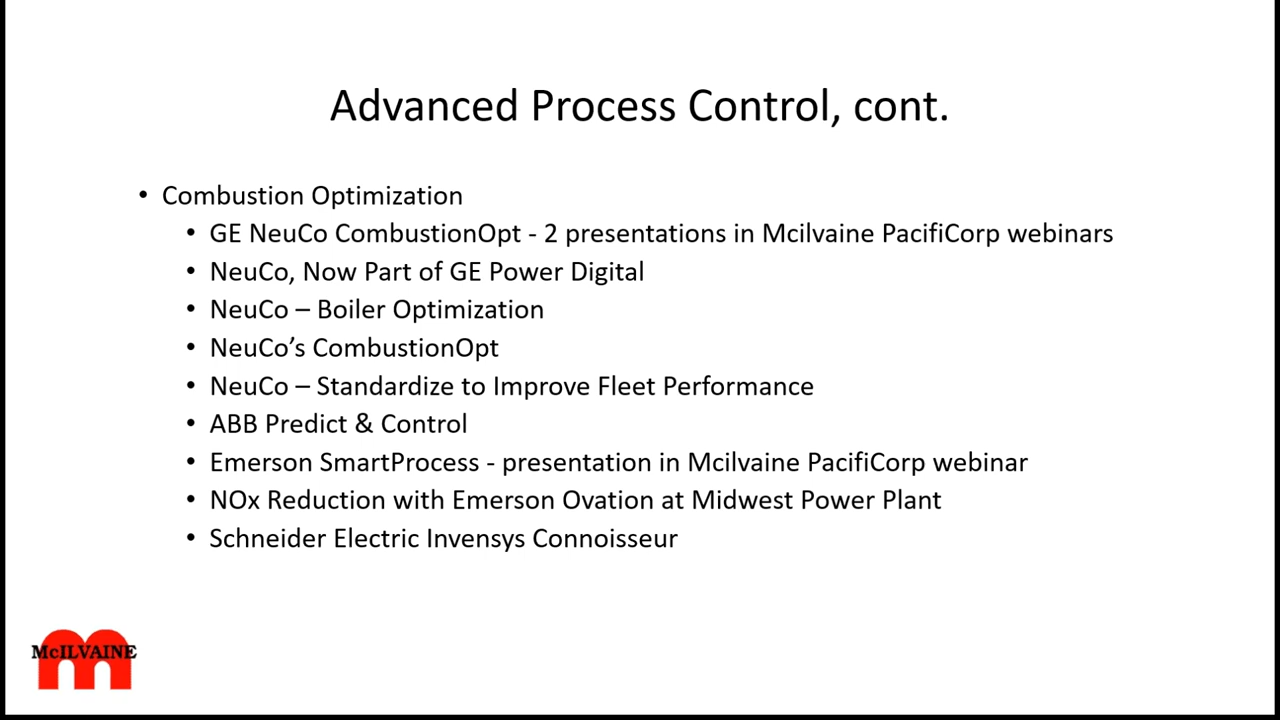 Advanced Process Control, cont.
• Combustion Optimization
• GE NeuCo CombustionOpt - 2 presentations in Mcilvaine PacifiCorp webinars
• NeuCo, Now Part of GE Power Digital
• NeuCo – Boiler Optimization
• NeuCo’s CombustionOpt
• NeuCo – Standardize to Improve Fleet Performance
• ABB Predict & Control
• Emerson SmartProcess - presentation in Mcilvaine PacifiCorp webinar
• NOx Reduction with Emerson Ovation at Midwest Power Plant
• Schneider Electric Invensys Connoisseur
McILVAINE